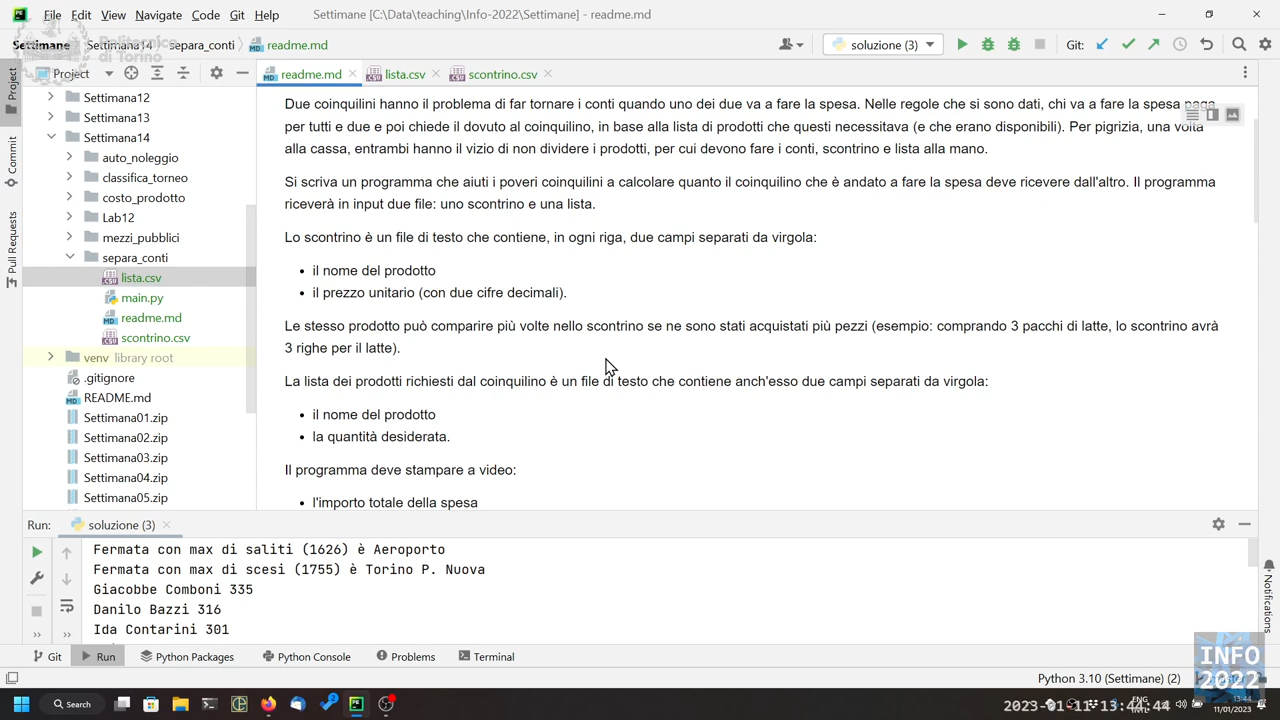 File Edit View Navigate Code Git Help Settimane [C:\Data\teaching\Info-2022\Settimane] - readme.md
Settimane Settimana14 separa_conti readme.md soluzione (3) Git:
Politecnico
di Torino
Project readme.md lista.csv scontrino.csv
Project
Commit
Pull Requests
Settimana12
Settimana13
Settimana14
auto_noleggio
classifica_torneo
costo_prodotto
Lab12
mezzi_pubblici
separa_conti
lista.csv
main.py
readme.md
scontrino.csv
venv library root
.gitignore
README.md
Settimana01.zip
Settimana02.zip
Settimana03.zip
Settimana04.zip
Settimana05.zip
Due coinquilini hanno il problema di far tornare i conti quando uno dei due va a fare la spesa. Nelle regole che si sono dati, chi va a fare la spesa paga
per tutti e due e poi chiede il dovuto al coinquilino, in base alla lista di prodotti che questi necessitava (e che erano disponibili). Per pigrizia, una volta
alla cassa, entrambi hanno il vizio di non dividere i prodotti, per cui devono fare i conti, scontrino e lista alla mano.
Si scriva un programma che aiuti i poveri coinquilini a calcolare quanto il coinquilino che è andato a fare la spesa deve ricevere dall'altro. Il programma
riceverà in input due file: uno scontrino e una lista.
Lo scontrino è un file di testo che contiene, in ogni riga, due campi separati da virgola:
• il nome del prodotto
• il prezzo unitario (con due cifre decimali).
Le stesso prodotto può comparire più volte nello scontrino se ne sono stati acquistati più pezzi (esempio: comprando 3 pacchi di latte, lo scontrino avrà
3 righe per il latte).
La lista dei prodotti richiesti dal coinquilino è un file di testo che contiene anch'esso due campi separati da virgola:
• il nome del prodotto
• la quantità desiderata.
Il programma deve stampare a video:
• l'importo totale della spesa
Notifications
Run: soluzione (3)
Fermata con max di saliti (1626) è Aeroporto
Fermata con max di scesi (1755) è Torino P. Nuova
Giacobbe Comboni 335
Danilo Bazzi 316
Ida Contarini 301
Git Run Python Packages Python Console Problems Terminal
Python 3.10 (Settimane) (2) master
INFO
2022
Search
ENG
13:44
11/01/2023
2023-01-11 13:44:44